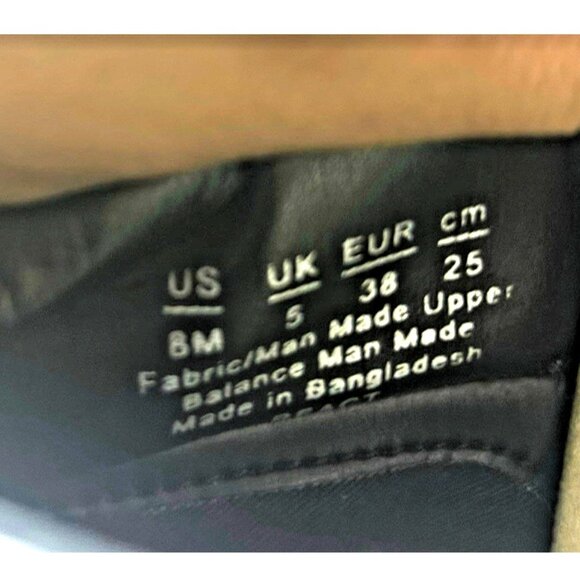 US UK EUR cm
8M 5 38 25
Fabric/Man Made Upper
Balance Man Made
Made in Bangladesh